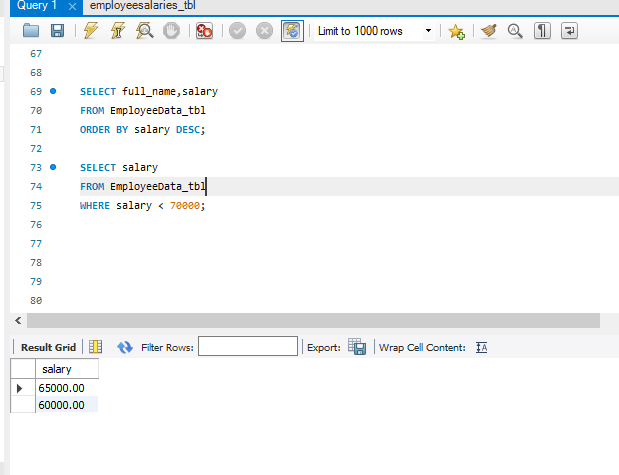 Query 1 employeesalaries_tbl
Limit to 1000 rows
67
68
69 SELECT full_name,salary
70 FROM EmployeeData_tbl
71 ORDER BY salary DESC;
72
73 SELECT salary
74 FROM EmployeeData_tbl
75 WHERE salary < 70000;
76
77
78
79
80
Result Grid Filter Rows: Export: Wrap Cell Content: IA
salary
65000.00
60000.00